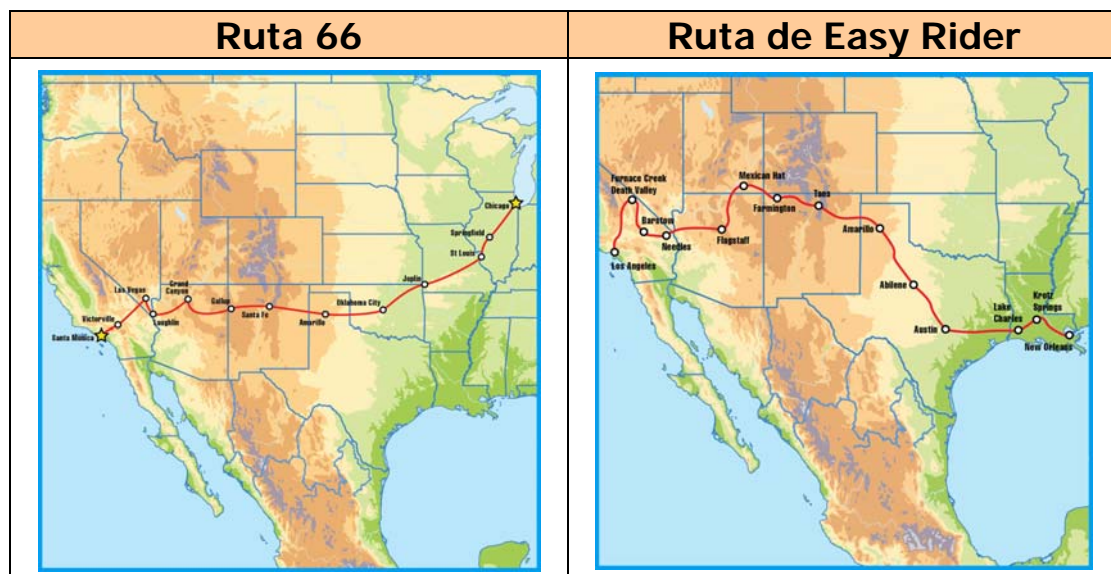 Ruta 66
Ruta de Easy Rider
Chicago
Springfield
St Louis
Joplin
Oklahoma City
Amarillo
Santa Fe
Gallup
Grand
Canyon
Laughlin
Las Vegas
Victorville
Santa Mónica
Furnace Creek
Death Valley
Barstow
Needles
Los Angeles
Flagstaff
Mexican Hat
Farmington
Taos
Amarillo
Abilene
Austin
Lake
Charles
Krotz
Springs
New Orleans